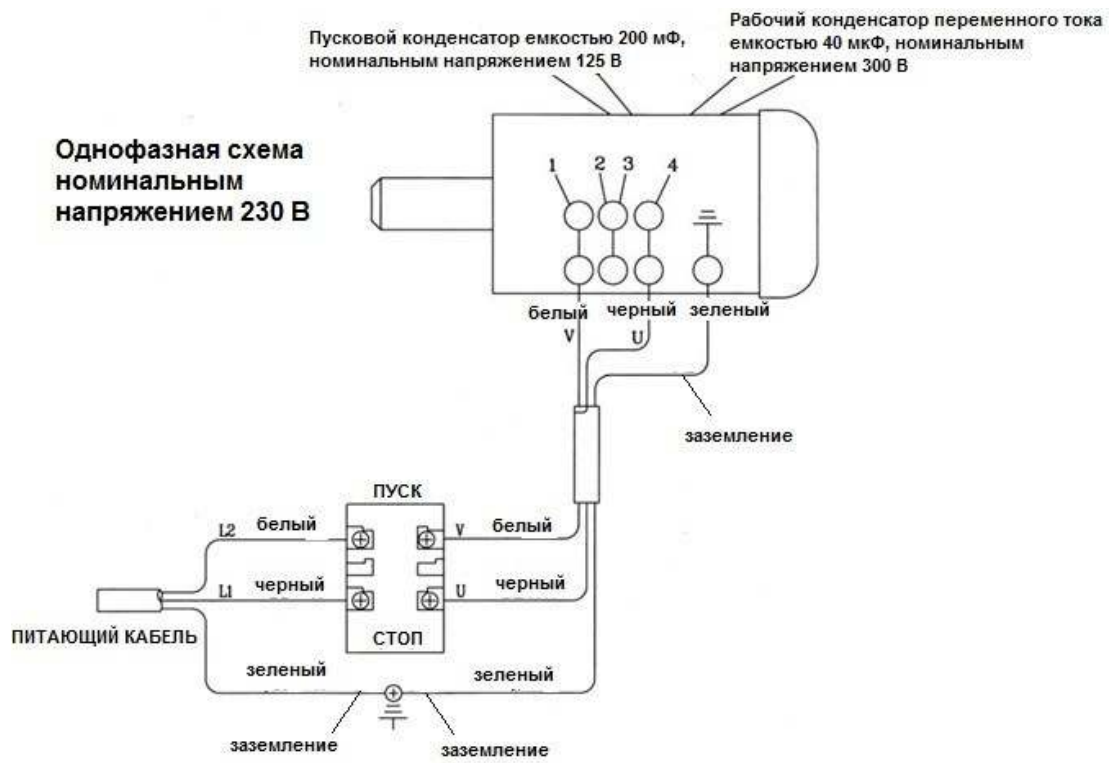 Пусковой конденсатор емкостью 200 мФ,
номинальным напряжением 125 В
Рабочий конденсатор переменного тока
емкостью 40 мкФ, номинальным
напряжением 300 В
Однофазная схема
номинальным
напряжением 230 В
1 2 3 4
белый черный зеленый
V U
заземление
ПУСК
L2 белый V белый
L1 черный U черный
СТОП
ПИТАЮЩИЙ КАБЕЛЬ
зеленый зеленый
заземление заземление